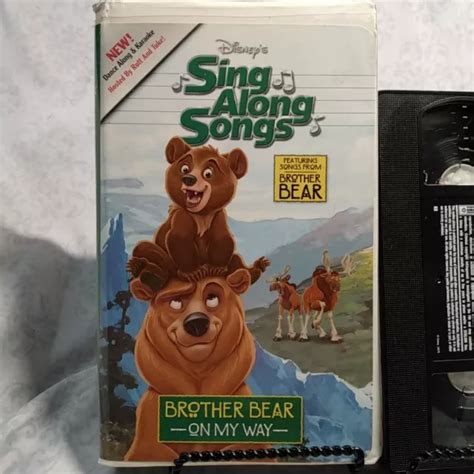 NEW!
Dance Along & Karaoke
Hosted By Rutt And Tuke!
Disney's
Sing
Along
Songs
FEATURING
SONGS FROM
BROTHER
BEAR
BROTHER BEAR
ON MY WAY